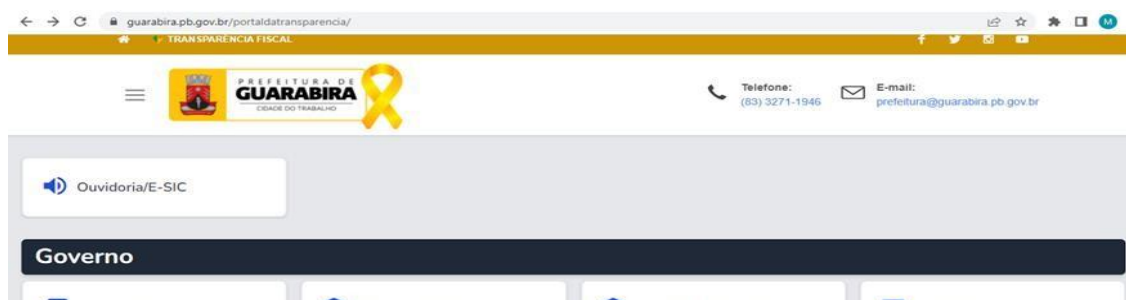 guarabira.pb.gov.br/portaldatransparencia/
M
TRANSPARÊNCIA FISCAL
PREFEITURA DE
GUARABIRA
CIDADE DO TRABALHO
Telefone:
(83) 3271-1946
E-mail:
prefeitura@guarabira.pb.gov.br
Ouvidoria/E-SIC
Governo